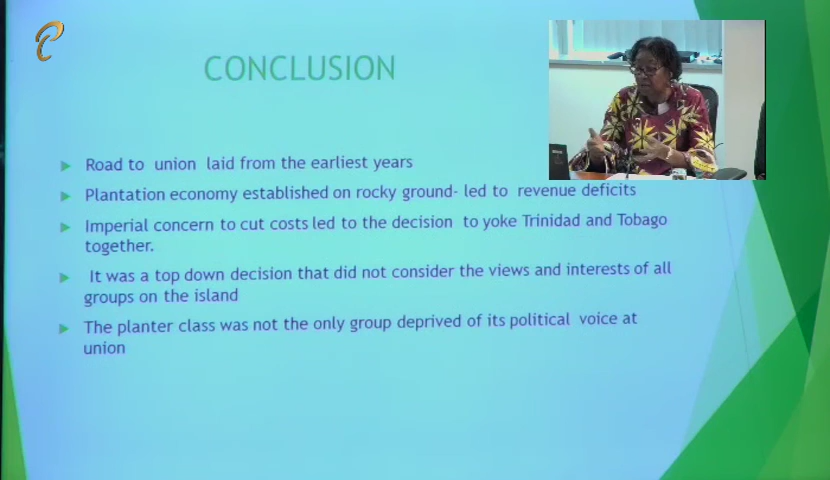 CONCLUSION
Road to union laid from the earliest years
Plantation economy established on rocky ground- led to revenue deficits
Imperial concern to cut costs led to the decision to yoke Trinidad and Tobago
together.
It was a top down decision that did not consider the views and interests of all
groups on the island
The planter class was not the only group deprived of its political voice at
union